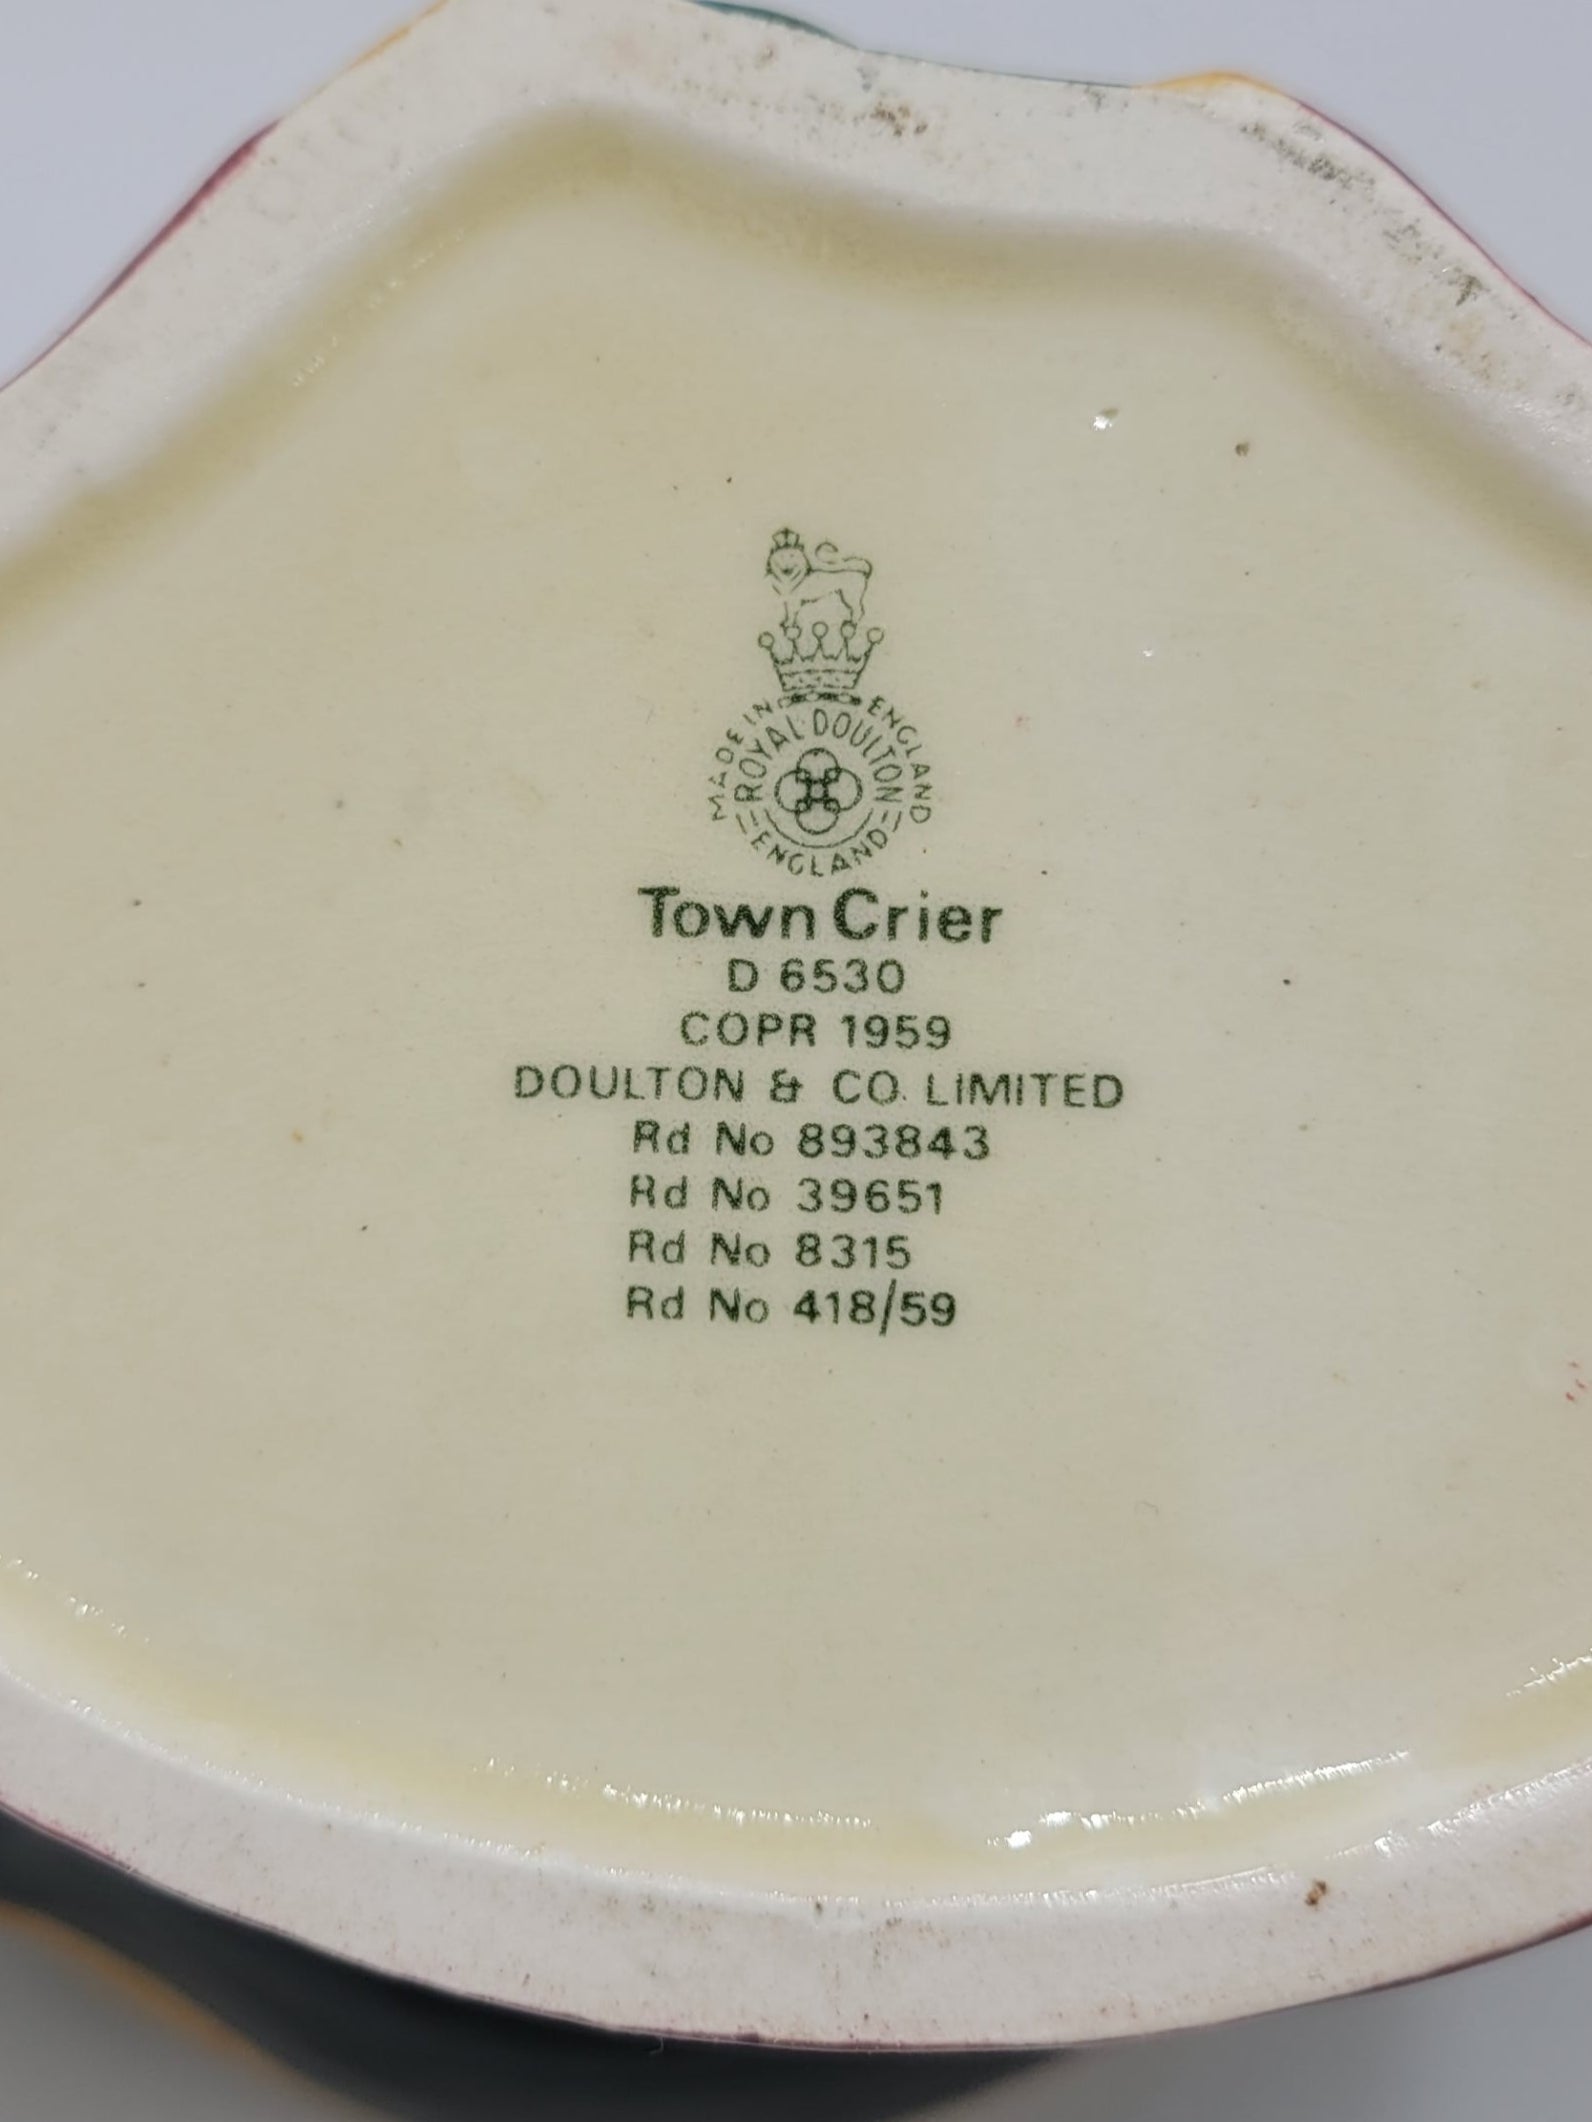 MADE IN ENGLAND
ROYAL DOULTON
ENGLAND
Town Crier
D 6530
COPR 1959
DOULTON & CO. LIMITED
Rd No 893843
Rd No 39651
Rd No 8315
Rd No 418/59